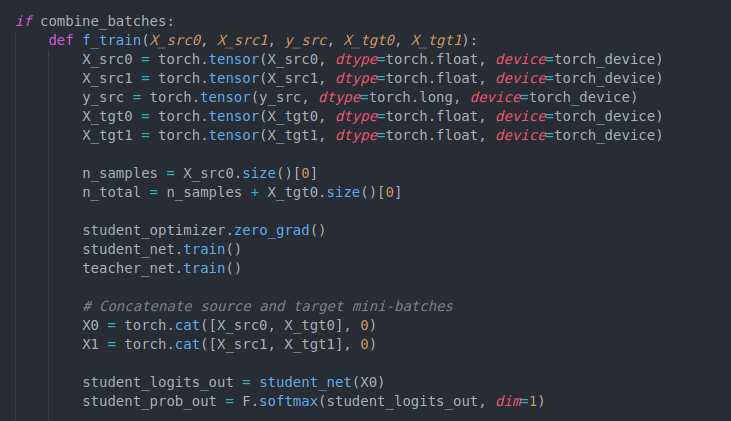 if combine_batches:
def f_train(X_src0, X_src1, y_src, X_tgt0, X_tgt1):
X_src0 = torch.tensor(X_src0, dtype=torch.float, device=torch_device)
X_src1 = torch.tensor(X_src1, dtype=torch.float, device=torch_device)
y_src = torch.tensor(y_src, dtype=torch.long, device=torch_device)
X_tgt0 = torch.tensor(X_tgt0, dtype=torch.float, device=torch_device)
X_tgt1 = torch.tensor(X_tgt1, dtype=torch.float, device=torch_device)
n_samples = X_src0.size()[0]
n_total = n_samples + X_tgt0.size()[0]
student_optimizer.zero_grad()
student_net.train()
teacher_net.train()
# Concatenate source and target mini-batches
X0 = torch.cat([X_src0, X_tgt0], 0)
X1 = torch.cat([X_src1, X_tgt1], 0)
student_logits_out = student_net(X0)
student_prob_out = F.softmax(student_logits_out, dim=1)